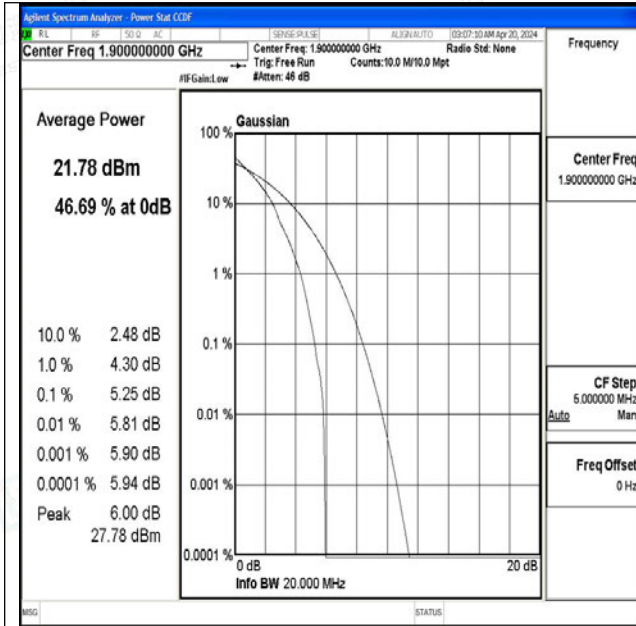 Agilent Spectrum Analyzer - Power Stat CCDF
RL RF 50 Ω AC SENSE:PULSE ALIGNAUTO 03:07:10 AM Apr 20, 2024
Center Freq 1.900000000 GHz
Center Freq: 1.900000000 GHz Radio Std: None
Trig: Free Run Counts:10.0 M/10.0 Mpt
#IFGain:Low #Atten: 46 dB
Frequency
Average Power
21.78 dBm
46.69 % at 0dB
10.0 % 2.48 dB
1.0 % 4.30 dB
0.1 % 5.25 dB
0.01 % 5.81 dB
0.001 % 5.90 dB
0.0001 % 5.94 dB
Peak 6.00 dB
27.78 dBm
Gaussian
100 %
10 %
1 %
0.1 %
0.01 %
0.001 %
0.0001 %
0 dB 20 dB
Info BW 20.000 MHz
Center Freq
1.900000000 GHz
CF Step
5.000000 MHz
Auto Man
Freq Offset
0 Hz
MSG STATUS